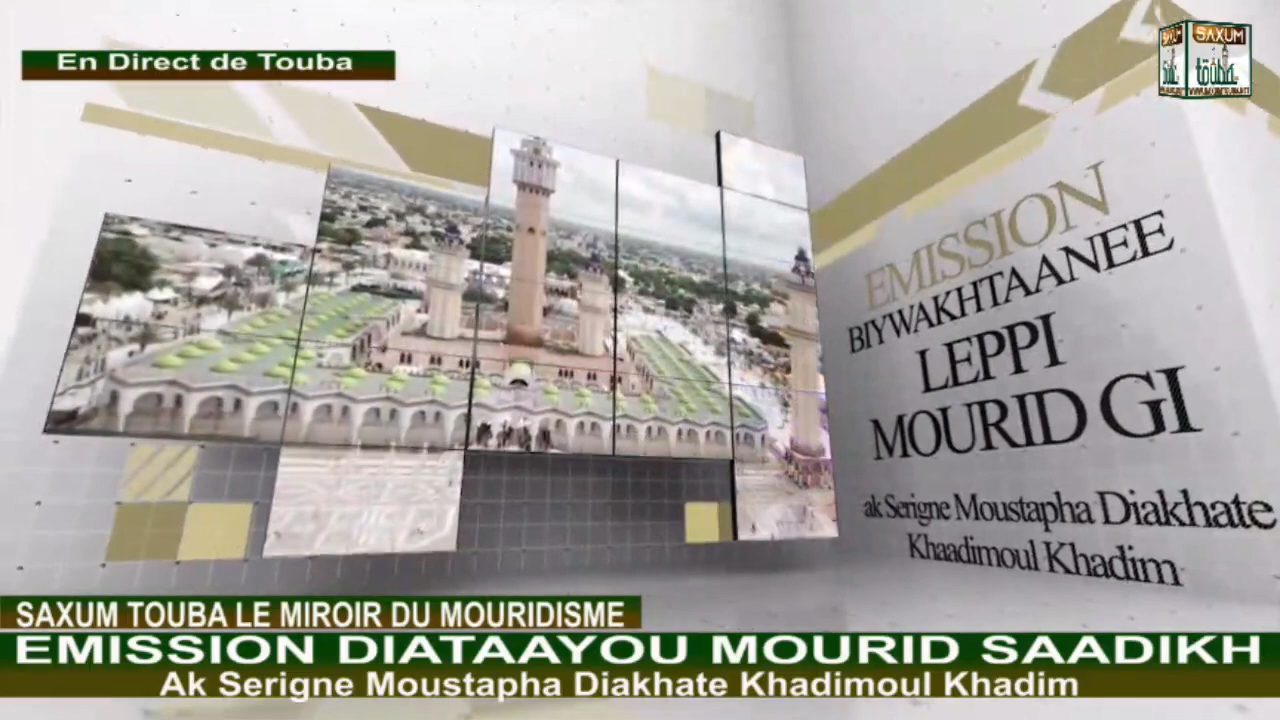 En Direct de Touba
SAXUM
touba
EMISSION
BIYWAKHTAANEE
LEPPI
MOURID GI
ak Serigne Moustapha Diakhate
Khaadimoul Khadim
SAXUM TOUBA LE MIROIR DU MOURIDISME
EMISSION DIATAAYOU MOURID SAADIKH
Ak Serigne Moustapha Diakhate Khadimoul Khadim